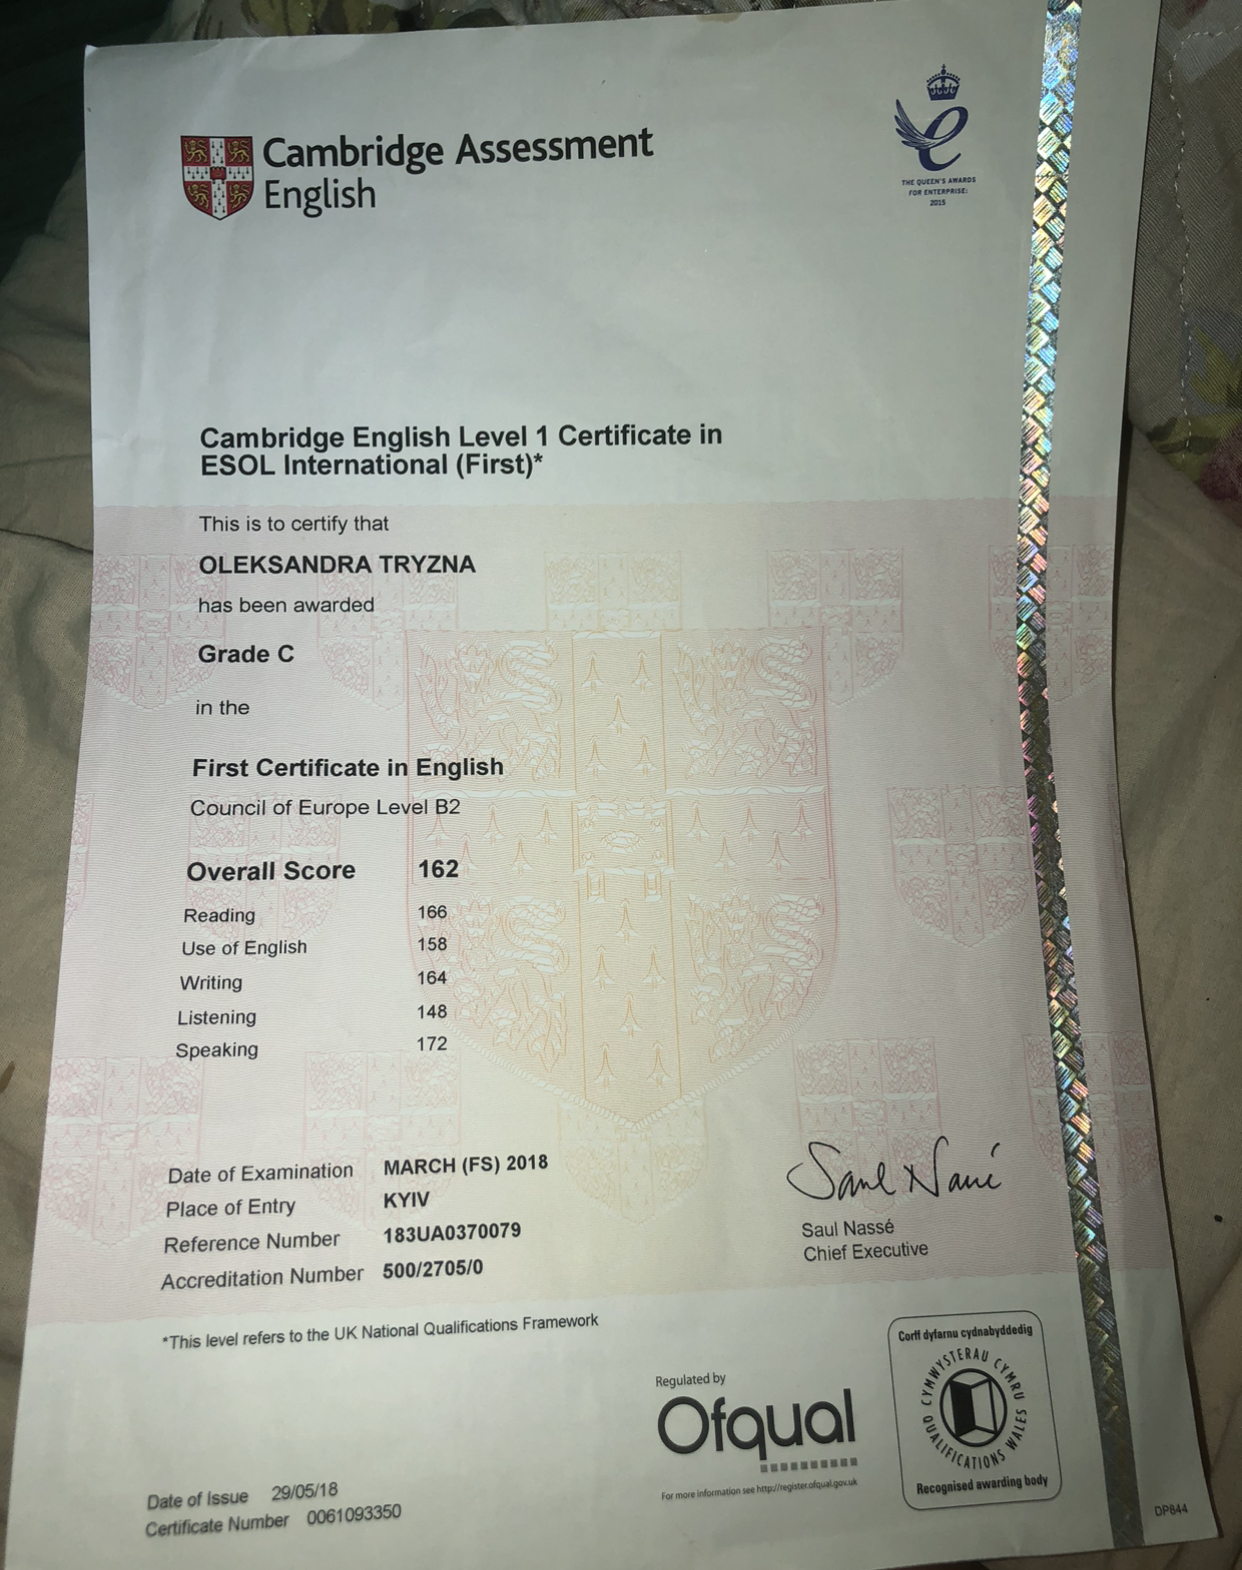 Cambridge Assessment
English
THE QUEEN'S AWARDS
FOR ENTERPRISE:
2015
Cambridge English Level 1 Certificate in
ESOL International (First)*
This is to certify that
OLEKSANDRA TRYZNA
has been awarded
Grade C
in the
First Certificate in English
Council of Europe Level B2
Overall Score 162
Reading 166
Use of English 158
Writing 164
Listening 148
Speaking 172
Date of Examination MARCH (FS) 2018
Place of Entry KYIV
Reference Number 183UA0370079
Accreditation Number 500/2705/0
Saul Nassé
Saul Nassé
Chief Executive
*This level refers to the UK National Qualifications Framework
Regulated by
Ofqual
For more information see http://register.ofqual.gov.uk
Corff dyfarnu cydnabyddedig
CYMWYSTERAU CYMRU
QUALIFICATIONS WALES
Recognised awarding body
Date of Issue 29/05/18
Certificate Number 0061093350
DP844